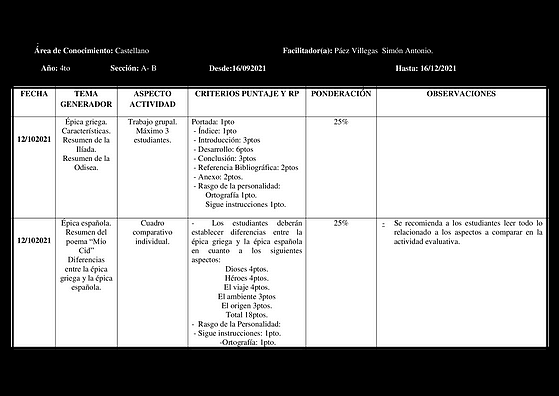 Área de Conocimiento: Castellano Facilitador(a): Páez Villegas Simón Antonio.
Año: 4to Sección: A- B Desde:16/092021 Hasta: 16/12/2021
FECHA
TEMA
GENERADOR
ASPECTO
ACTIVIDAD
CRITERIOS PUNTAJE Y RP
PONDERACIÓN
OBSERVACIONES
12/102021
Épica griega.
Características.
Resumen de la
Ilíada.
Resumen de la
Odisea.
Trabajo grupal.
Máximo 3
estudiantes.
Portada: 1pto
- Índice: 1pto
- Introducción: 3ptos
- Desarrollo: 6ptos
- Conclusión: 3ptos
- Referencia Bibliográfica: 2ptos
- Anexo: 2ptos.
- Rasgo de la personalidad:
Ortografía 1pto.
Sigue instrucciones 1pto.
25%
12/102021
Épica española.
Resumen del
poema “Mio
Cid”
Diferencias
entre la épica
griega y la épica
española.
Cuadro
comparativo
individual.
- Los estudiantes deberán
establecer diferencias entre la
épica griega y la épica española
en cuanto a los siguientes
aspectos:
Dioses 4ptos.
Héroes 4ptos.
El viaje 4ptos.
El ambiente 3ptos
El origen 3ptos.
Total 18ptos.
- Rasgo de la Personalidad:
- Sigue instrucciones: 1pto.
-Ortografía: 1pto.
25%
- Se recomienda a los estudiantes leer todo lo
relacionado a los aspectos a comparar en la
actividad evaluativa.